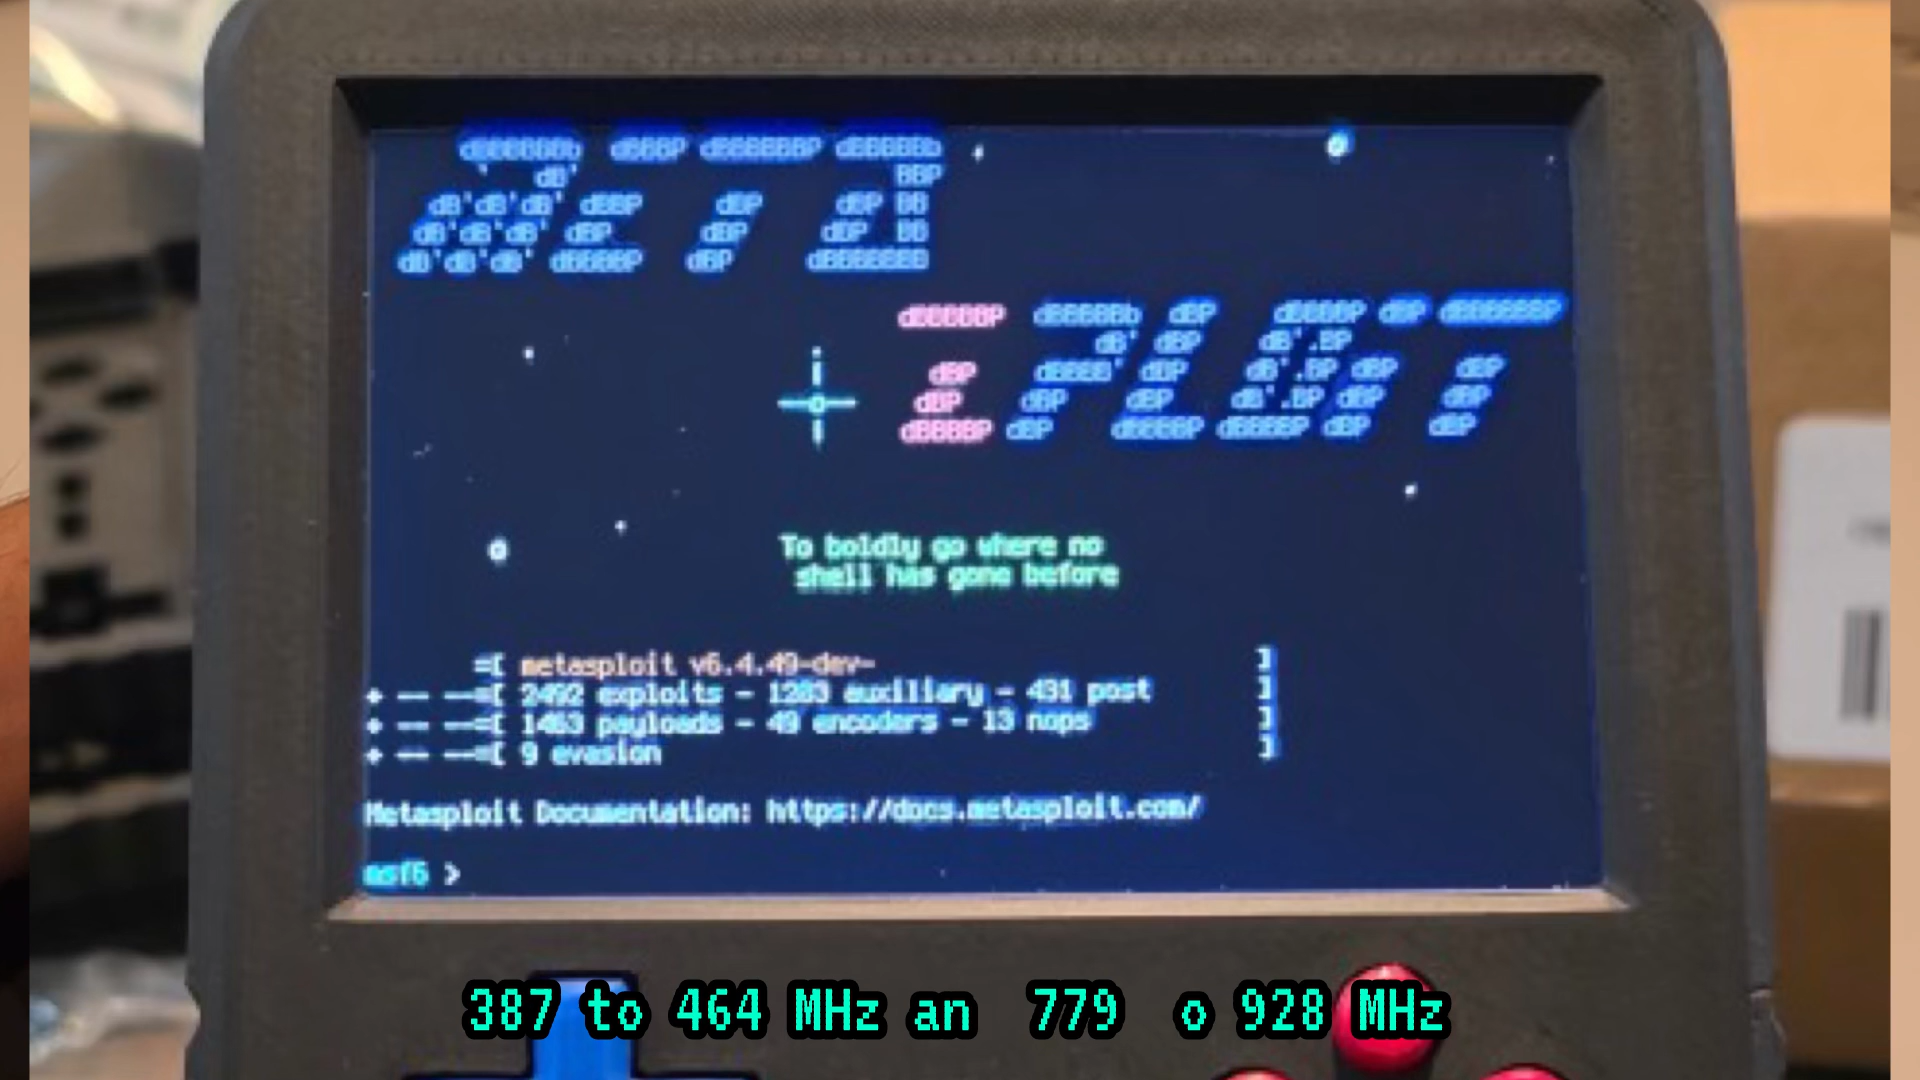 To boldly go where no
shell has gone before
=[ metasploit v6.4.49-dev-                          ]
+ -- --=[ 2492 exploits - 1283 auxiliary - 431 post       ]
+ -- --=[ 1463 payloads - 49 encoders - 13 nops           ]
+ -- --=[ 9 evasion                                       ]
Metasploit Documentation: https://docs.metasploit.com/
msf6 >
387 to 464 MHz an 779 o 928 MHz